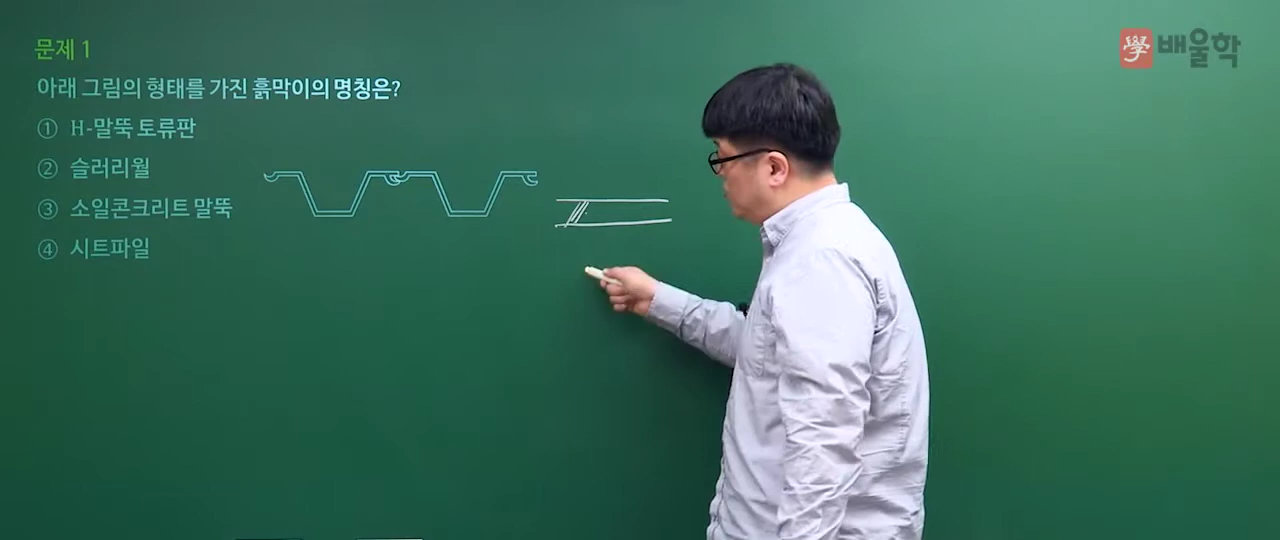 문제 1
아래 그림의 형태를 가진 흙막이의 명칭은?
① H-말뚝 토류판
② 슬러리월
③ 소일콘크리트 말뚝
④ 시트파일
學 배울학